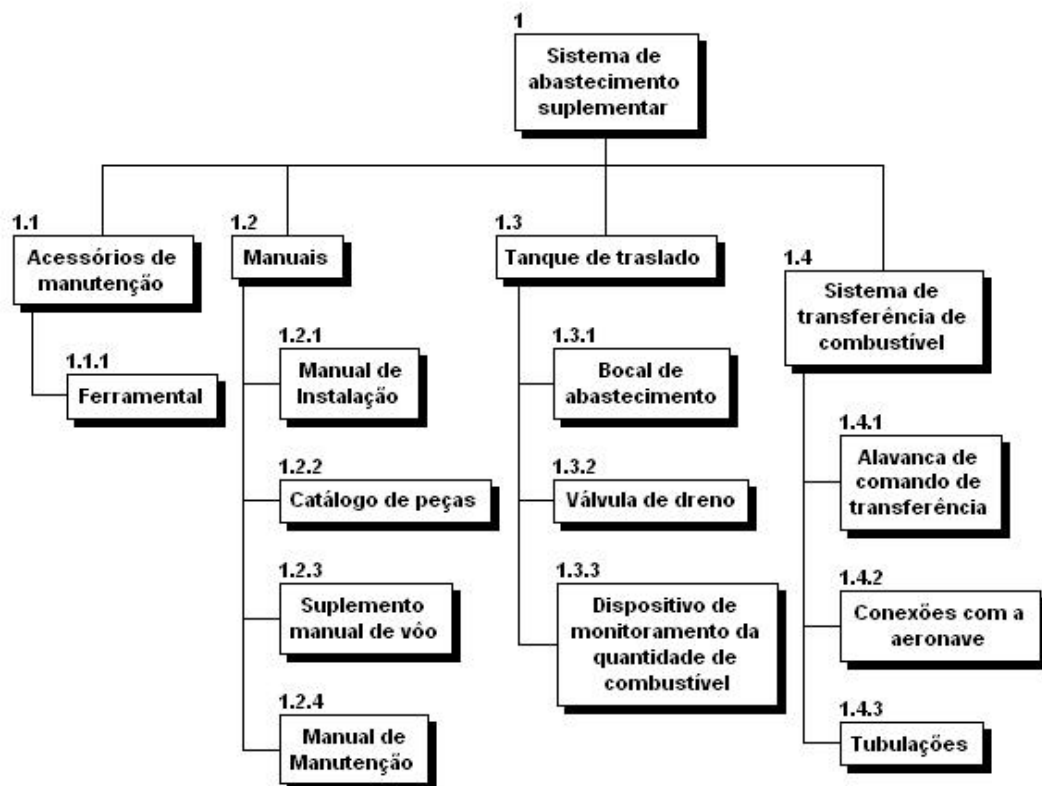 1
Sistema de
abastecimento
suplementar
1.1
Acessórios de
manutenção
1.1.1
Ferramental
1.2
Manuais
1.2.1
Manual de
Instalação
1.2.2
Catálogo de peças
1.2.3
Suplemento
manual de vôo
1.2.4
Manual de
Manutenção
1.3
Tanque de traslado
1.3.1
Bocal de
abastecimento
1.3.2
Válvula de dreno
1.3.3
Dispositivo de
monitoramento da
quantidade de
combustível
1.4
Sistema de
transferência de
combustível
1.4.1
Alavanca de
comando de
transferência
1.4.2
Conexões com a
aeronave
1.4.3
Tubulações